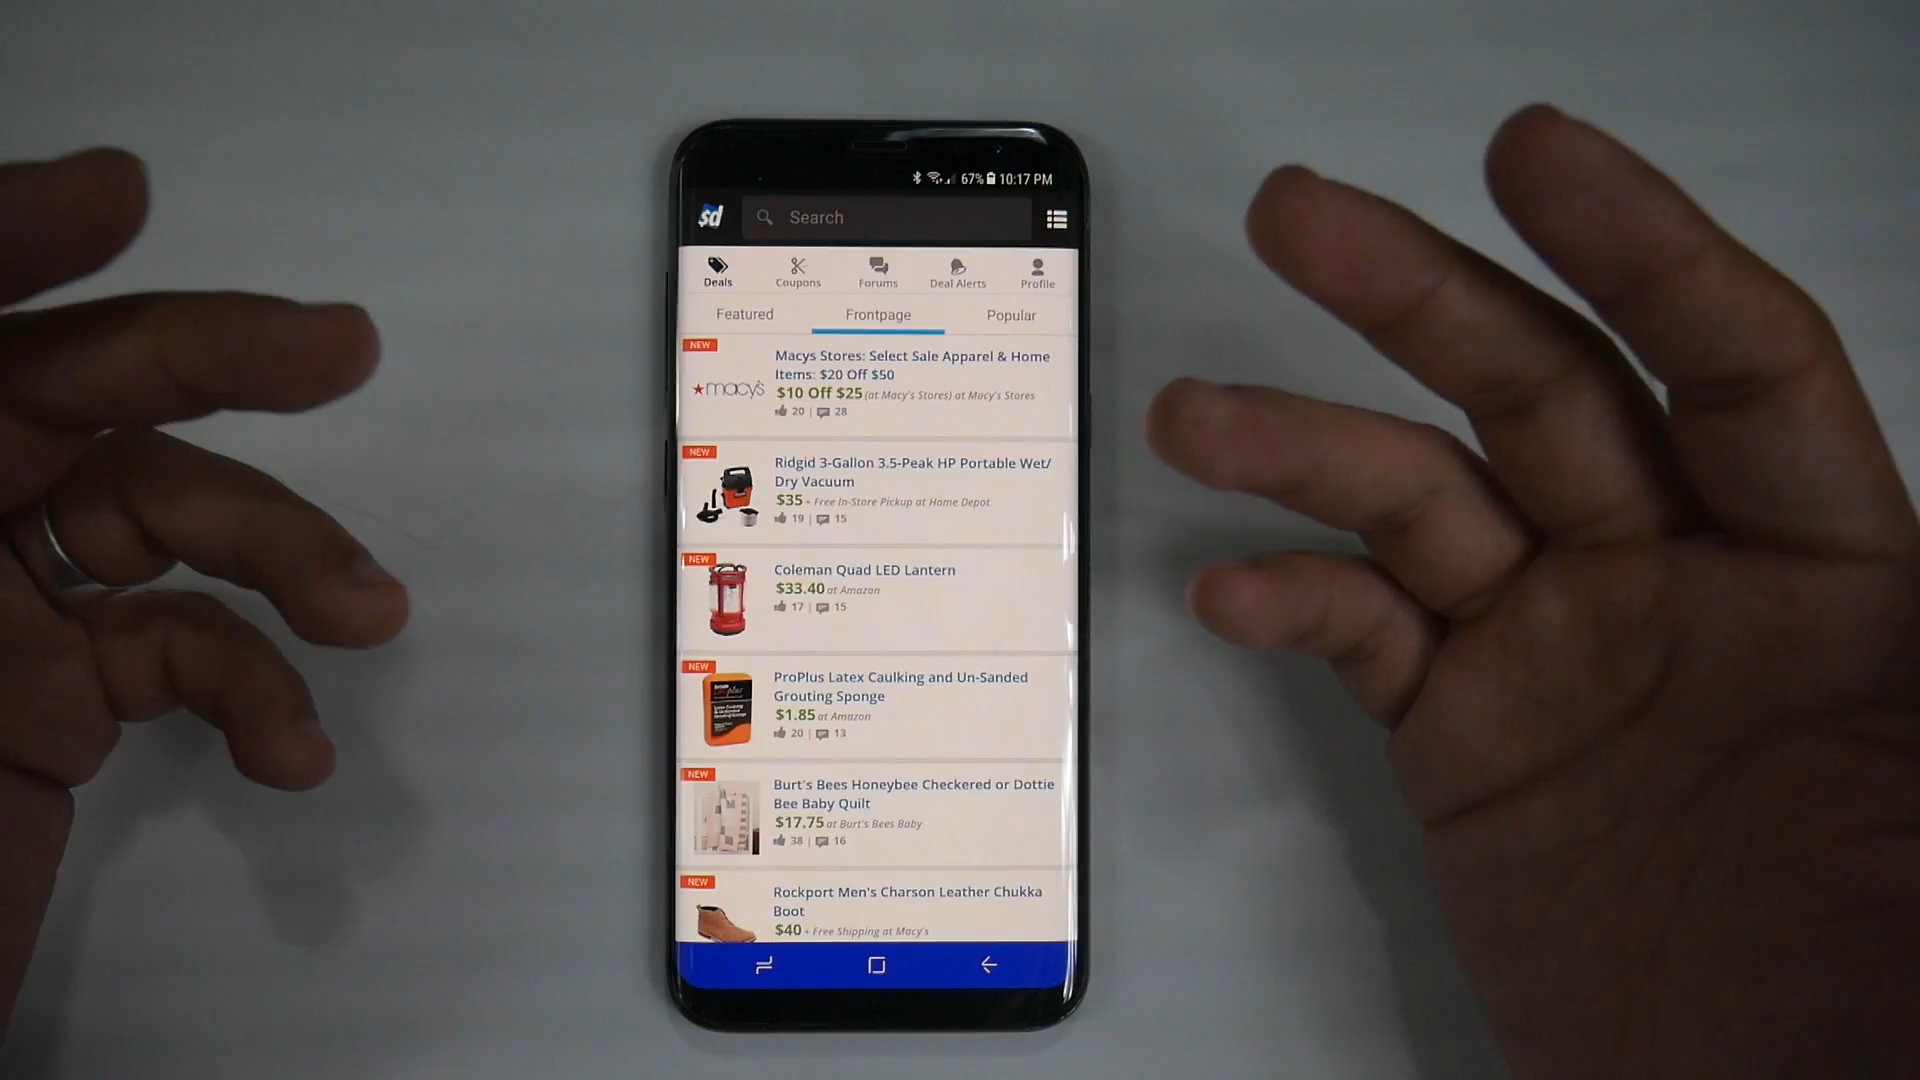 67% 10:17 PM
sd Search
Deals Coupons Forums Deal Alerts Profile
Featured Frontpage Popular
NEW
★macy's
Macys Stores: Select Sale Apparel & Home
Items: $20 Off $50
$10 Off $25 (at Macy's Stores) at Macy's Stores
20 | 28
NEW
Ridgid 3-Gallon 3.5-Peak HP Portable Wet/
Dry Vacuum
$35 + Free In-Store Pickup at Home Depot
19 | 15
NEW
Coleman Quad LED Lantern
$33.40 at Amazon
17 | 15
NEW
ProPlus Latex Caulking and Un-Sanded
Grouting Sponge
$1.85 at Amazon
20 | 13
NEW
Burt's Bees Honeybee Checkered or Dottie
Bee Baby Quilt
$17.75 at Burt's Bees Baby
38 | 16
NEW
Rockport Men's Charson Leather Chukka
Boot
$40 + Free Shipping at Macy's